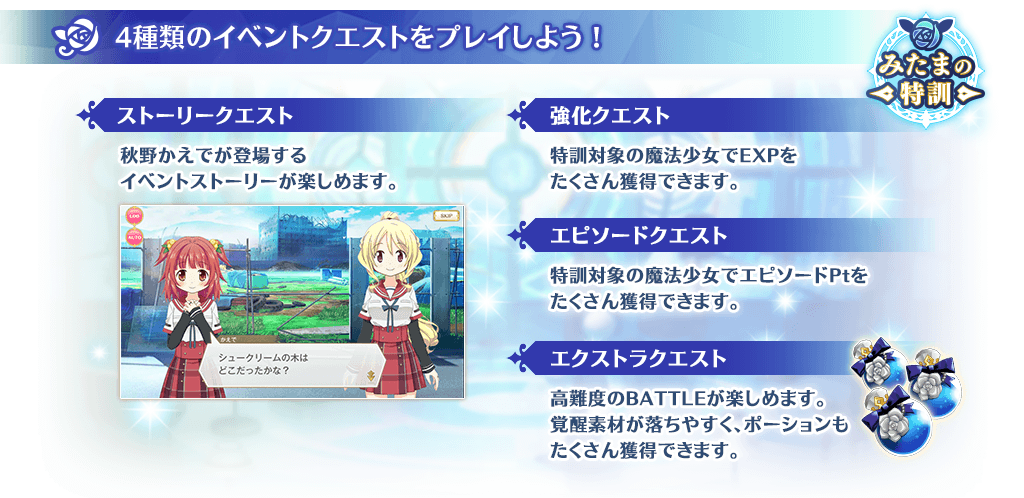 4種類のイベントクエストをプレイしよう！
みたまの
特訓
ストーリークエスト
秋野かえでが登場する
イベントストーリーが楽しめます。
LOG
AUTO
SKIP
かえで
シュークリームの木は
どこだったかな？
強化クエスト
特訓対象の魔法少女でEXPを
たくさん獲得できます。
エピソードクエスト
特訓対象の魔法少女でエピソードPtを
たくさん獲得できます。
エクストラクエスト
高難度のBATTLEが楽しめます。
覚醒素材が落ちやすく、ポーションも
たくさん獲得できます。